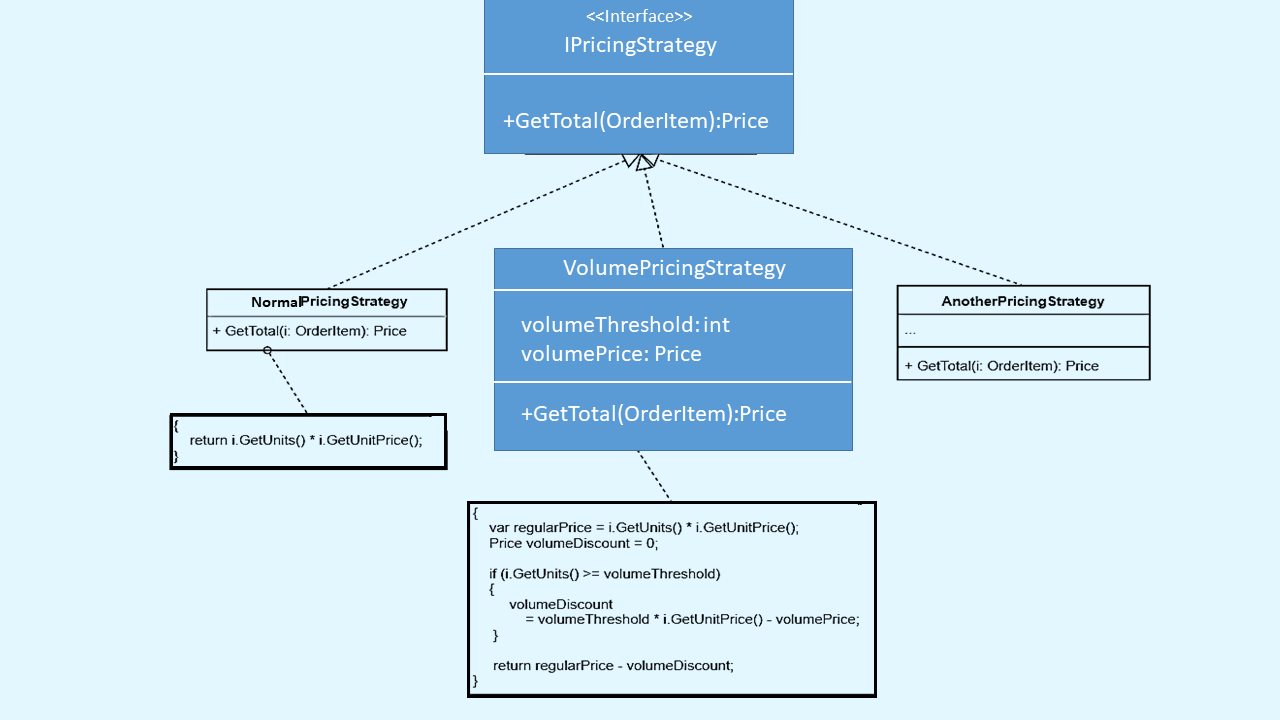 <<Interface>>
IPricingStrategy
+GetTotal(OrderItem):Price
NormalPricingStrategy
+ GetTotal(i: OrderItem): Price
{
return i.GetUnits() * i.GetUnitPrice();
}
VolumePricingStrategy
volumeThreshold: int
volumePrice: Price
+GetTotal(OrderItem):Price
{
var regularPrice = i.GetUnits() * i.GetUnitPrice();
Price volumeDiscount = 0;
if (i.GetUnits() >= volumeThreshold)
{
volumeDiscount
= volumeThreshold * i.GetUnitPrice() - volumePrice;
}
return regularPrice - volumeDiscount;
}
AnotherPricingStrategy
...
+ GetTotal(i: OrderItem): Price